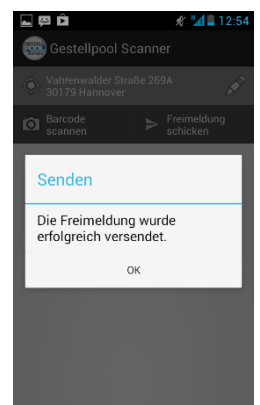 12:54
Gestellpool Scanner
Vahrenwalder Straße 269A
30179 Hannover
Barcode
scannen
Freimeldung
schicken
Senden
Die Freimeldung wurde
erfolgreich versendet.
OK